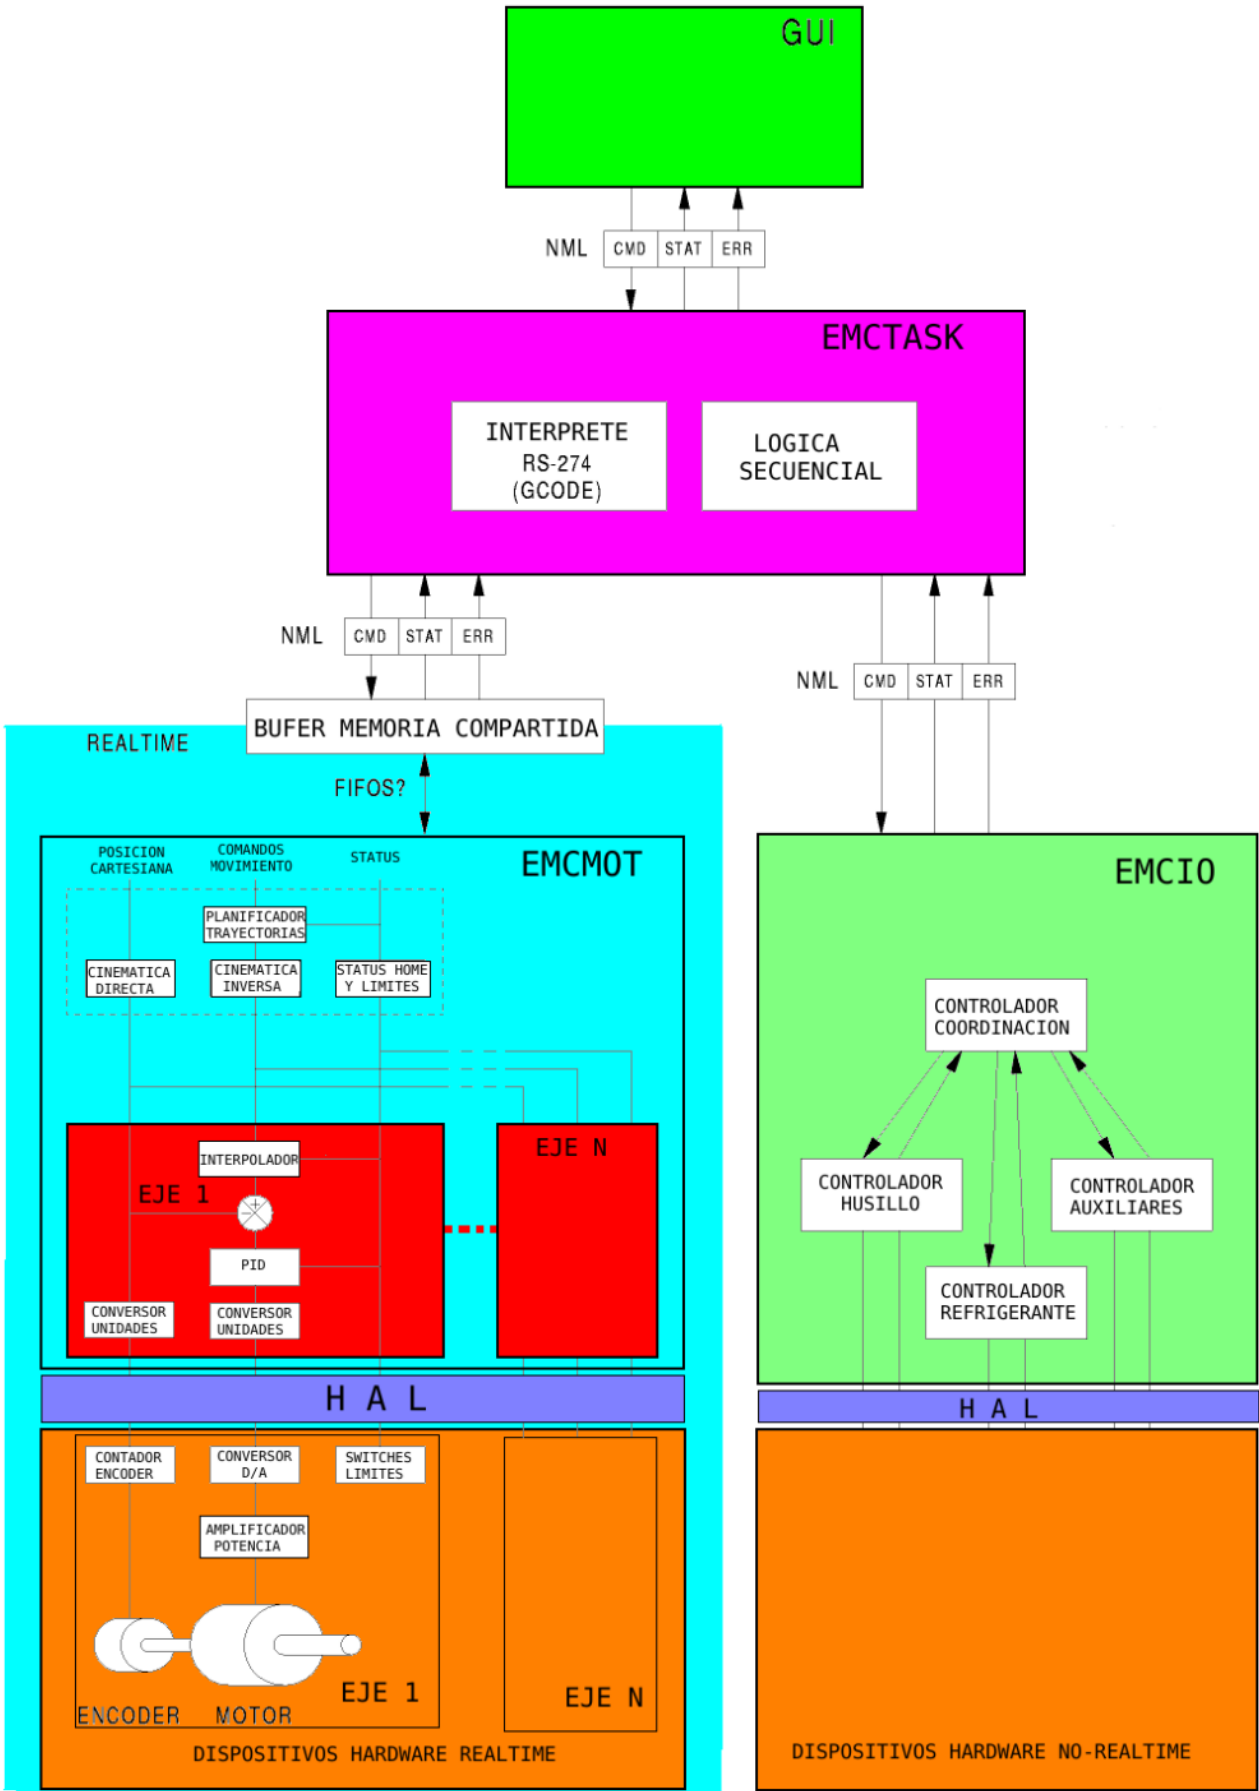 GUI
NML
CMD
STAT
ERR
EMCTASK
INTERPRETE
RS-274
(GCODE)
LOGICA
SECUENCIAL
NML
CMD
STAT
ERR
NML
CMD
STAT
ERR
BUFER MEMORIA COMPARTIDA
REALTIME
FIFOS?
EMCMOT
POSICION
CARTESIANA
COMANDOS
MOVIMIENTO
STATUS
PLANIFICADOR
TRAYECTORIAS
CINEMATICA
DIRECTA
CINEMATICA
INVERSA
STATUS HOME
Y LIMITES
EJE 1
INTERPOLADOR
+
-
PID
CONVERSOR
UNIDADES
CONVERSOR
UNIDADES
EJE N
H A L
CONTADOR
ENCODER
CONVERSOR
D/A
SWITCHES
LIMITES
AMPLIFICADOR
POTENCIA
ENCODER
MOTOR
EJE 1
EJE N
DISPOSITIVOS HARDWARE REALTIME
EMCIO
CONTROLADOR
COORDINACION
CONTROLADOR
HUSILLO
CONTROLADOR
AUXILIARES
CONTROLADOR
REFRIGERANTE
H A L
DISPOSITIVOS HARDWARE NO-REALTIME